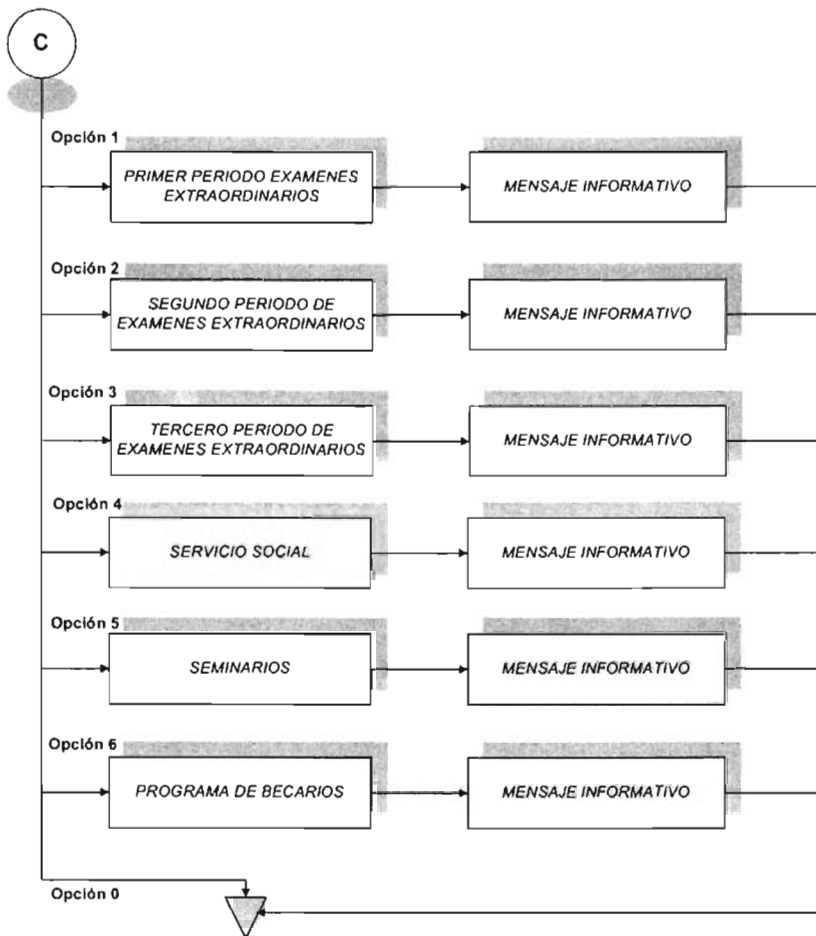 C
Opción 1
PRIMER PERIODO EXAMENES
EXTRAORDINARIOS
MENSAJE INFORMATIVO
Opción 2
SEGUNDO PERIODO DE
EXAMENES EXTRAORDINARIOS
MENSAJE INFORMATIVO
Opción 3
TERCERO PERIODO DE
EXAMENES EXTRAORDINARIOS
MENSAJE INFORMATIVO
Opción 4
SERVICIO SOCIAL
MENSAJE INFORMATIVO
Opción 5
SEMINARIOS
MENSAJE INFORMATIVO
Opción 6
PROGRAMA DE BECARIOS
MENSAJE INFORMATIVO
Opción 0